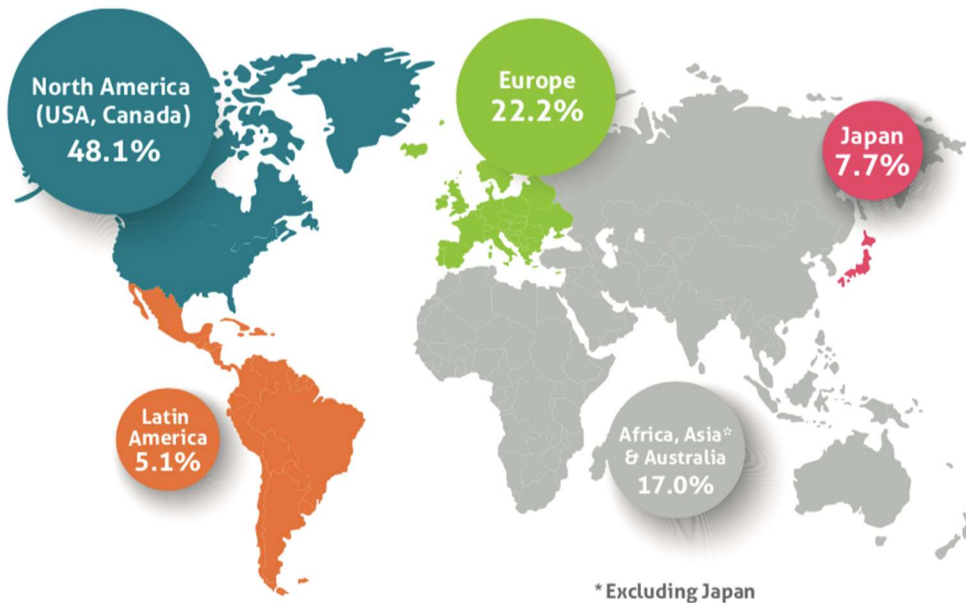 North America
(USA, Canada)
48.1%
Europe
22.2%
Japan
7.7%
Latin
America
5.1%
Africa, Asia☆
& Australia
17.0%
*Excluding Japan